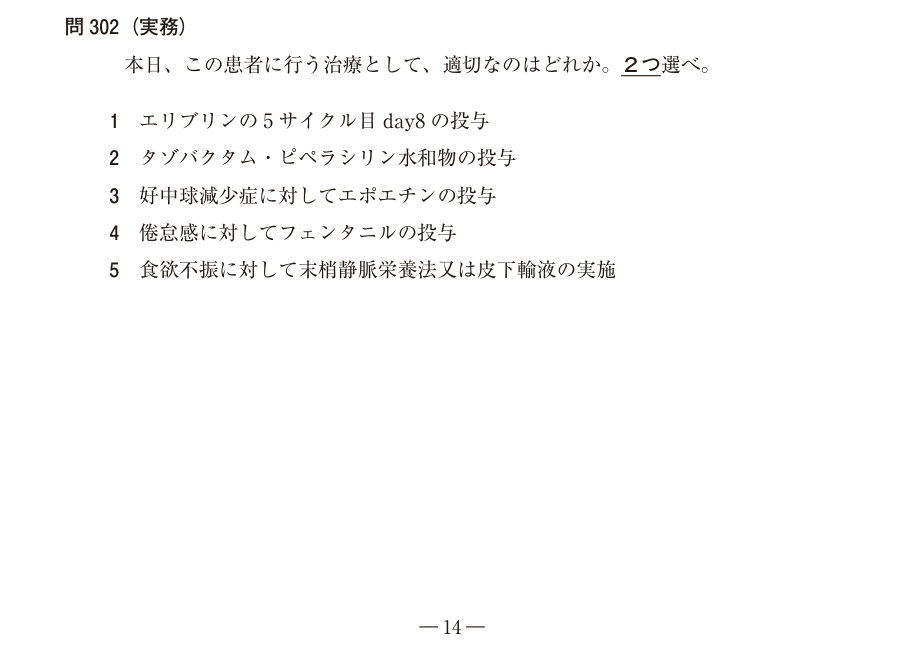 問 302（実務）
本日、この患者に行う治療として、適切なのはどれか。２つ選べ。
1 エリブリンの５サイクル目 day8 の投与
2 タゾバクタム・ピペラシリン水和物の投与
3 好中球減少症に対してエポエチンの投与
4 倦怠感に対してフェンタニルの投与
5 食欲不振に対して末梢静脈栄養法又は皮下輸液の実施
― 14 ―